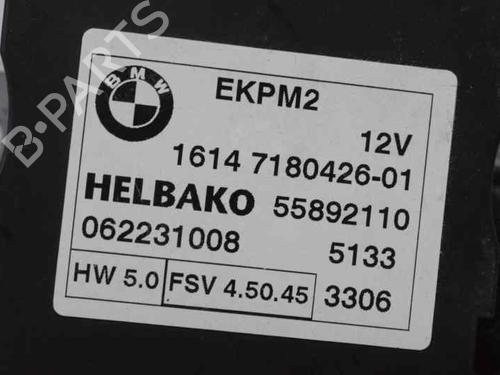 B-PARTS
BMW
EKPM2
12V
1614 7180426-01
HELBAKO 55892110
062231008 5133
HW 5.0 FSV 4.50.45 3306